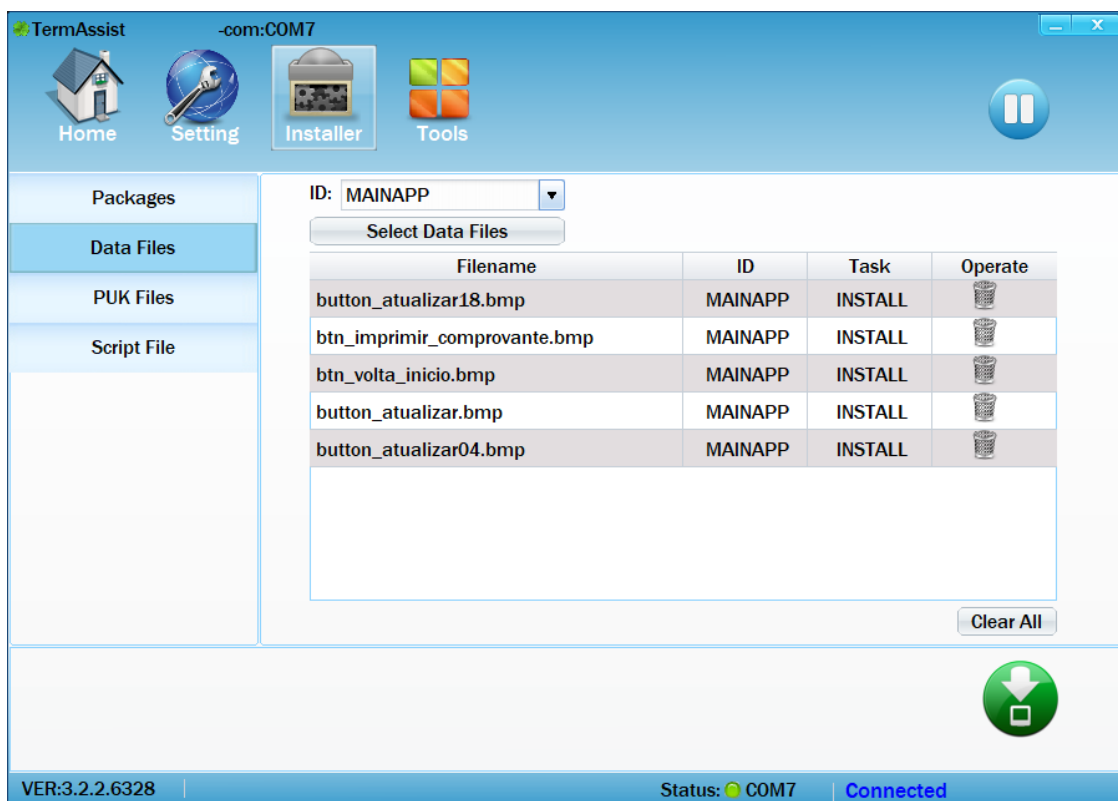 TermAssist -com:COM7
Home Setting Installer Tools
Packages
Data Files
PUK Files
Script File
ID: MAINAPP
Select Data Files
Filename ID Task Operate
button_atualizar18.bmp MAINAPP INSTALL
btn_imprimir_comprovante.bmp MAINAPP INSTALL
btn_volta_inicio.bmp MAINAPP INSTALL
button_atualizar.bmp MAINAPP INSTALL
button_atualizar04.bmp MAINAPP INSTALL
Clear All
VER:3.2.2.6328 Status: COM7 Connected